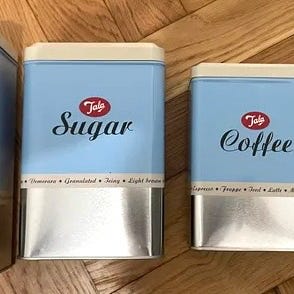 Tala
Sugar
• Demerara • Granulated • Icing • Light brown
Tala
Coffee
Espresso • Frappe • Iced • Latte •